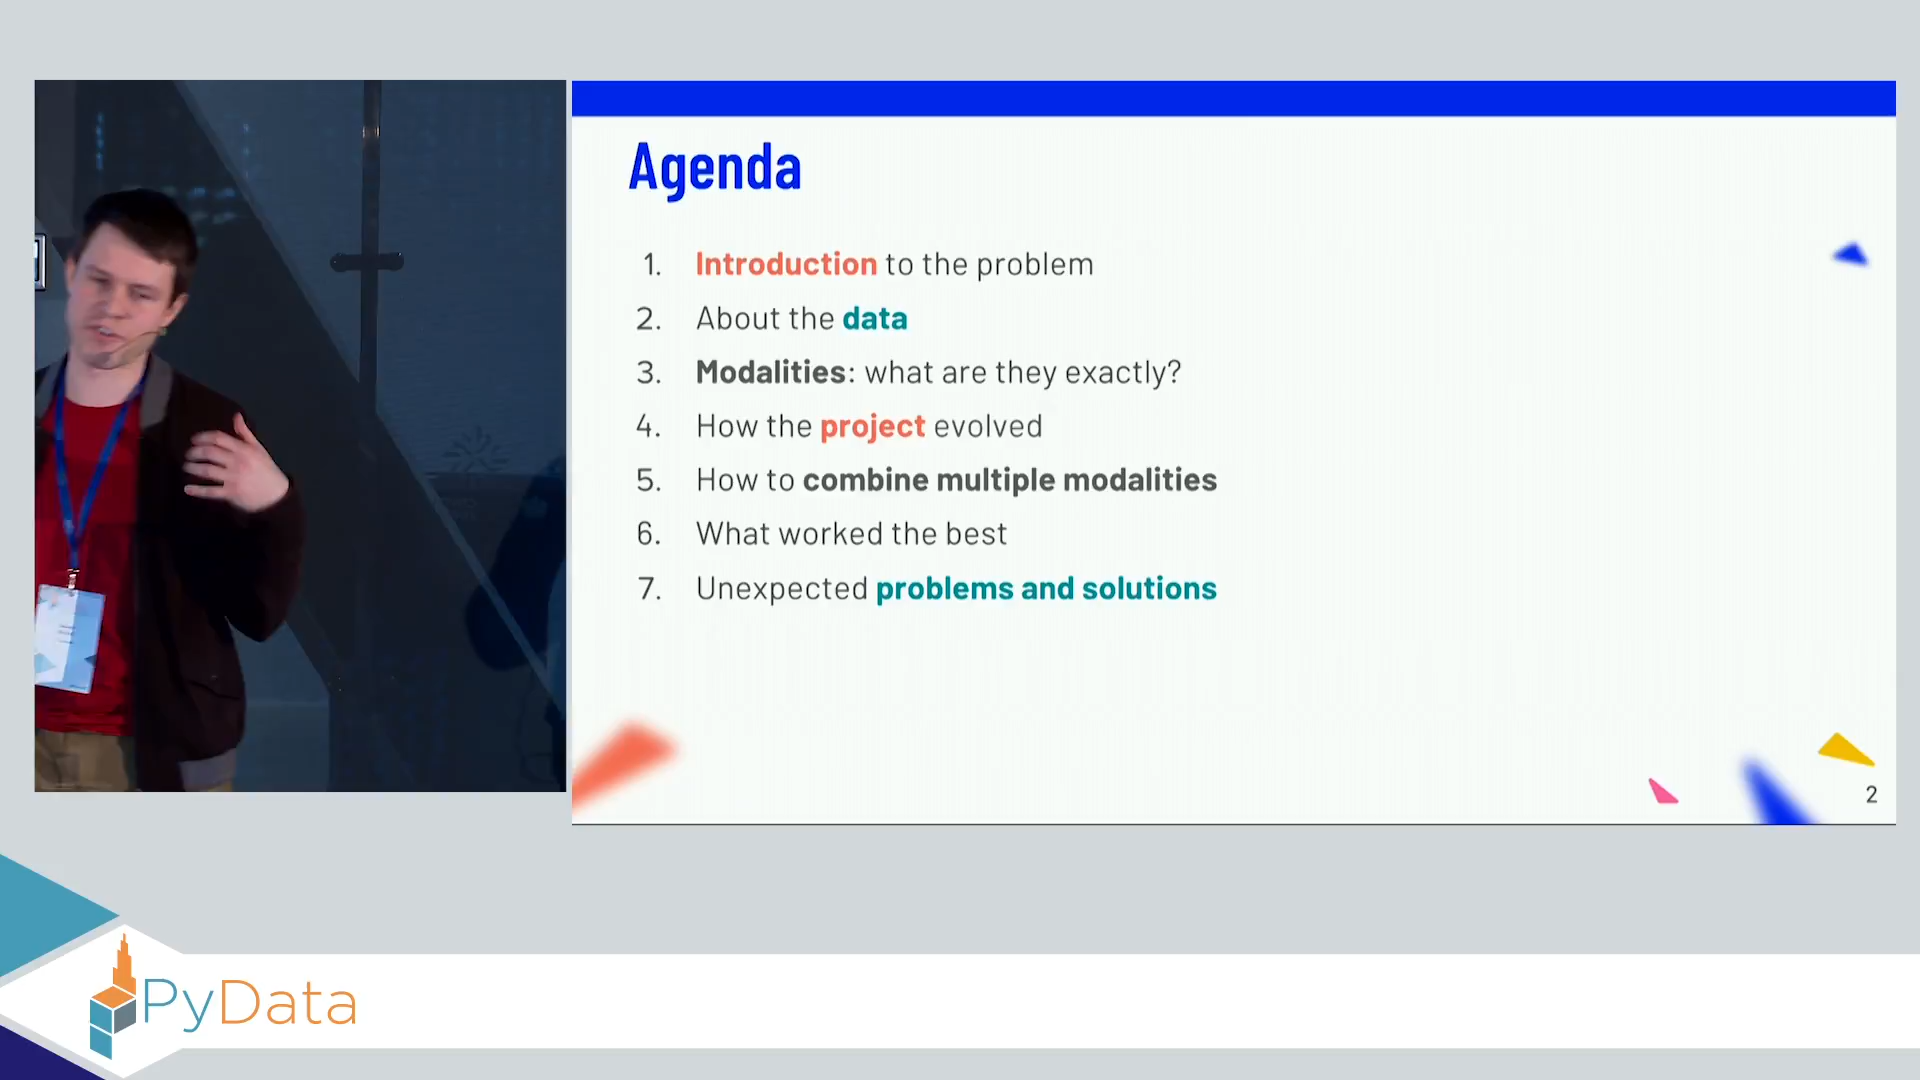 Agenda
1. Introduction to the problem
2. About the data
3. Modalities: what are they exactly?
4. How the project evolved
5. How to combine multiple modalities
6. What worked the best
7. Unexpected problems and solutions
2
PyData